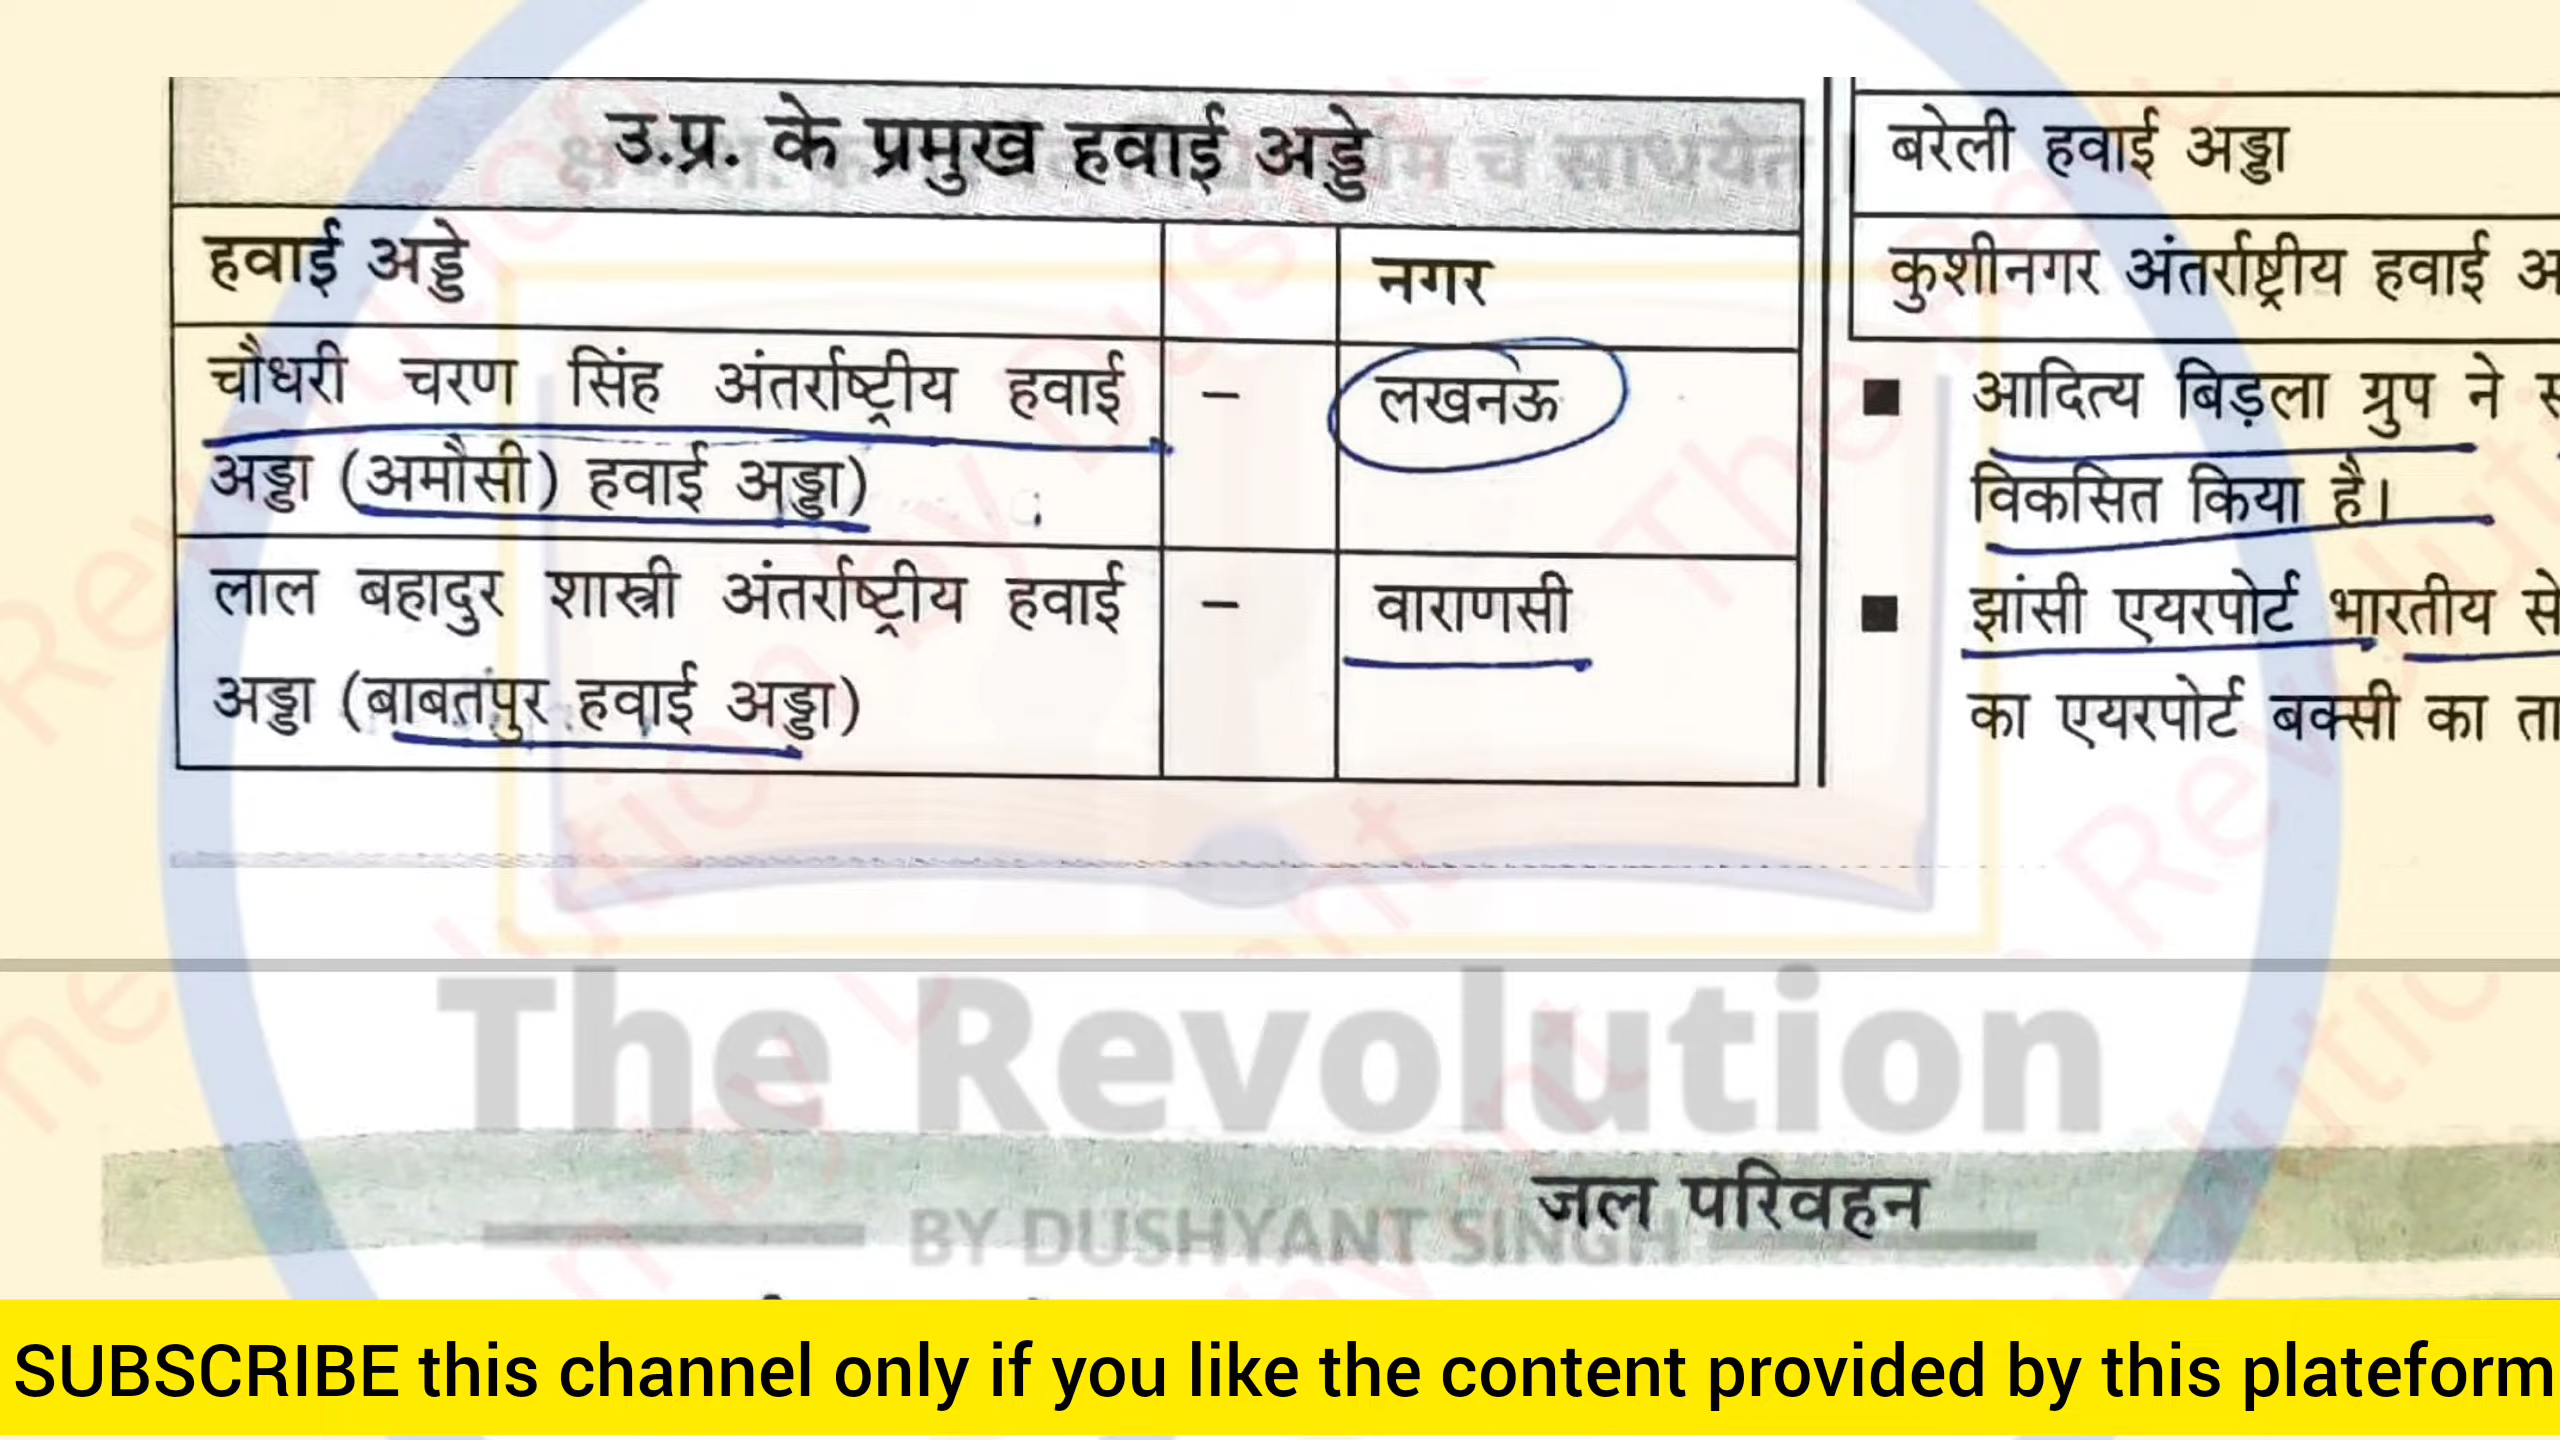 उ.प्र. के प्रमुख हवाई अड्डे
हवाई अड्डे नगर
चौधरी चरण सिंह अंतर्राष्ट्रीय हवाई – लखनऊ
अड्डा (अमौसी) हवाई अड्डा)
लाल बहादुर शास्त्री अंतर्राष्ट्रीय हवाई – वाराणसी
अड्डा (बाबतपुर हवाई अड्डा)
बरेली हवाई अड्डा
कुशीनगर अंतर्राष्ट्रीय हवाई
■ आदित्य बिड़ला ग्रुप ने
विकसित किया है।
■ झांसी एयरपोर्ट भारतीय
का एयरपोर्ट बक्सी का
The Revolution
BY DUSHYANT SINGH
जल परिवहन
SUBSCRIBE this channel only if you like the content provided by this plateform